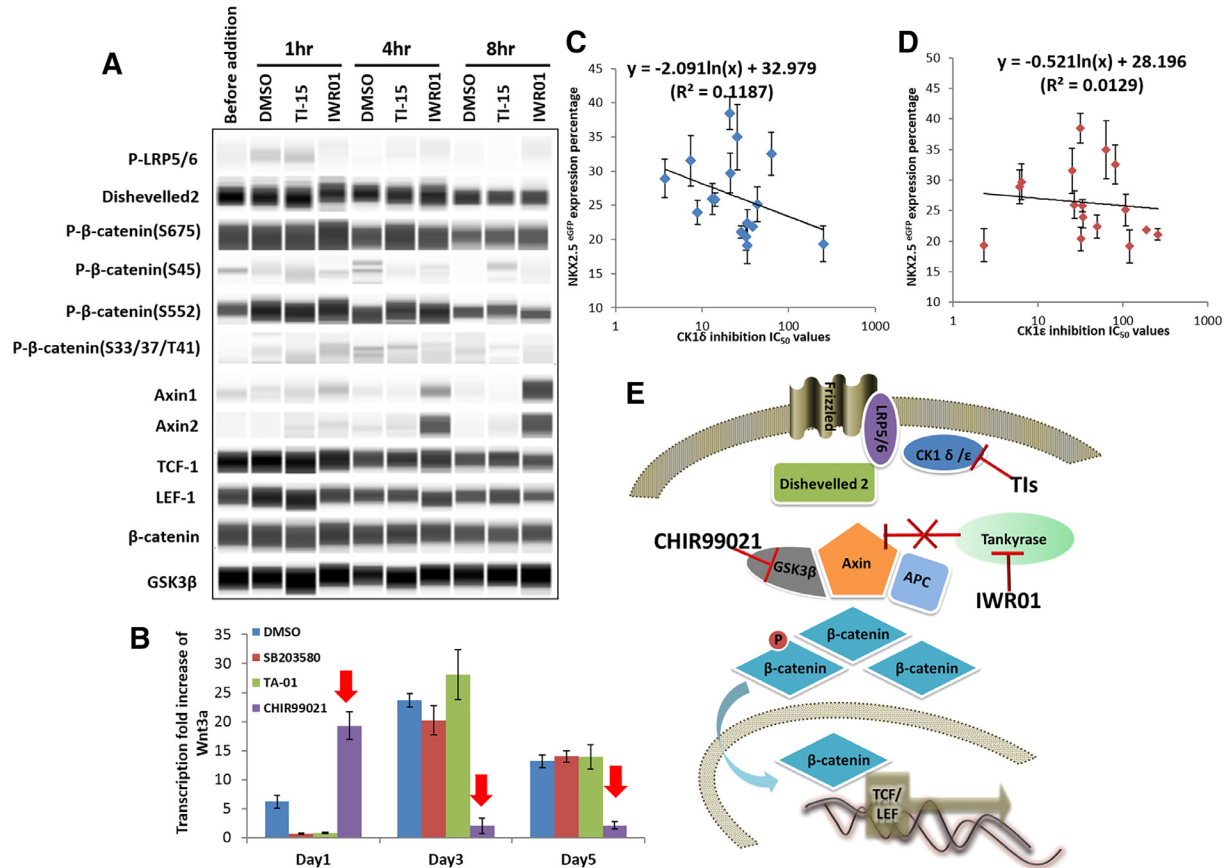 A
Before addition
1hr
4hr
8hr
DMSO
TI-15
IWR01
DMSO
TI-15
IWR01
DMSO
TI-15
IWR01
P-LRP5/6
Dishevelled2
P-β-catenin(S675)
P-β-catenin(S45)
P-β-catenin(S552)
P-β-catenin(S33/37/T41)
Axin1
Axin2
TCF-1
LEF-1
β-catenin
GSK3β
B
Transcription fold increase of
Wnt3a
35
30
25
20
15
10
5
0
DMSO
SB203580
TA-01
CHIR99021
Day1
Day3
Day5
C
y = -2.091ln(x) + 32.979
(R² = 0.1187)
NKX2.5 eGFP expression percentage
45
40
35
30
25
20
15
10
1
10
100
1000
CK1δ inhibition IC50 values
D
y = -0.521ln(x) + 28.196
(R² = 0.0129)
NKX2.5 eGFP expression percentage
50
45
40
35
30
25
20
15
10
1
10
100
1000
CK1ε inhibition IC50 values
E
Frizzled
LRP5/6
CK1 δ /ε
Dishevelled 2
TIs
CHIR99021
GSK3β
Axin
APC
Tankyrase
IWR01
β-catenin
P
β-catenin
β-catenin
β-catenin
TCF/
LEF